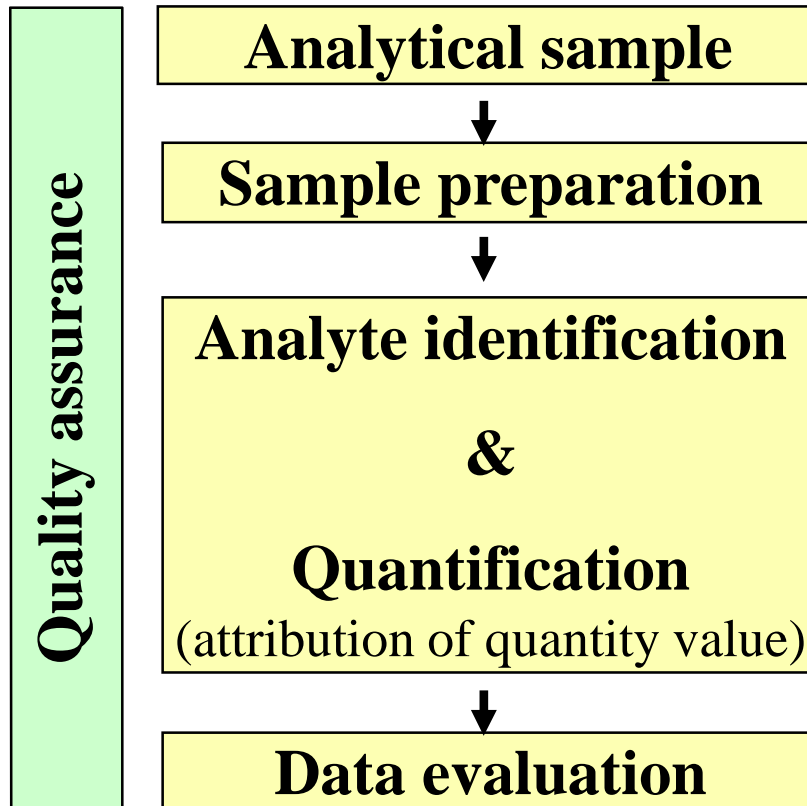 Quality assurance
Analytical sample
Sample preparation
Analyte identification
&
Quantification
(attribution of quantity value)
Data evaluation